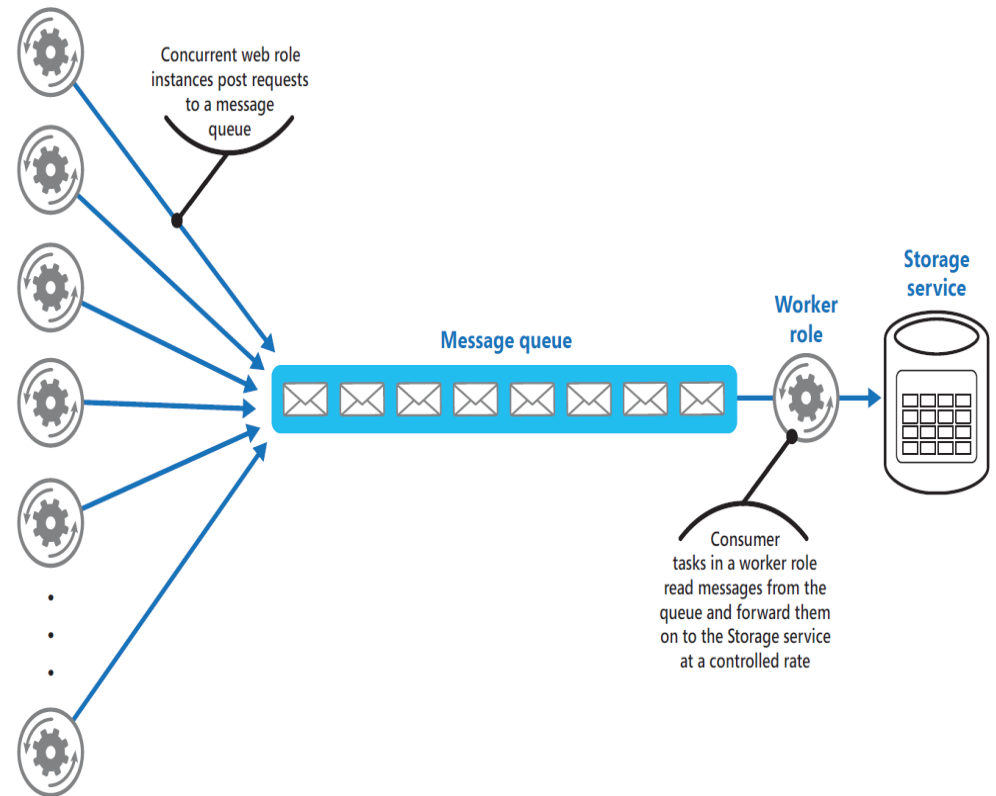 Concurrent web role
instances post requests
to a message
queue
Storage
service
Worker
role
Message queue
Consumer
tasks in a worker role
read messages from the
queue and forward them
on to the Storage service
at a controlled rate